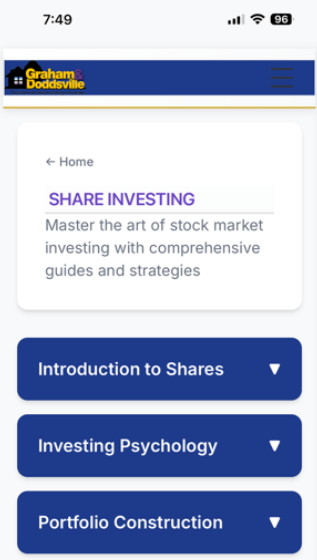 7:49
96
Graham&
Doddsville
← Home
SHARE INVESTING
Master the art of stock market
investing with comprehensive
guides and strategies
Introduction to Shares ▼
Investing Psychology ▼
Portfolio Construction ▼